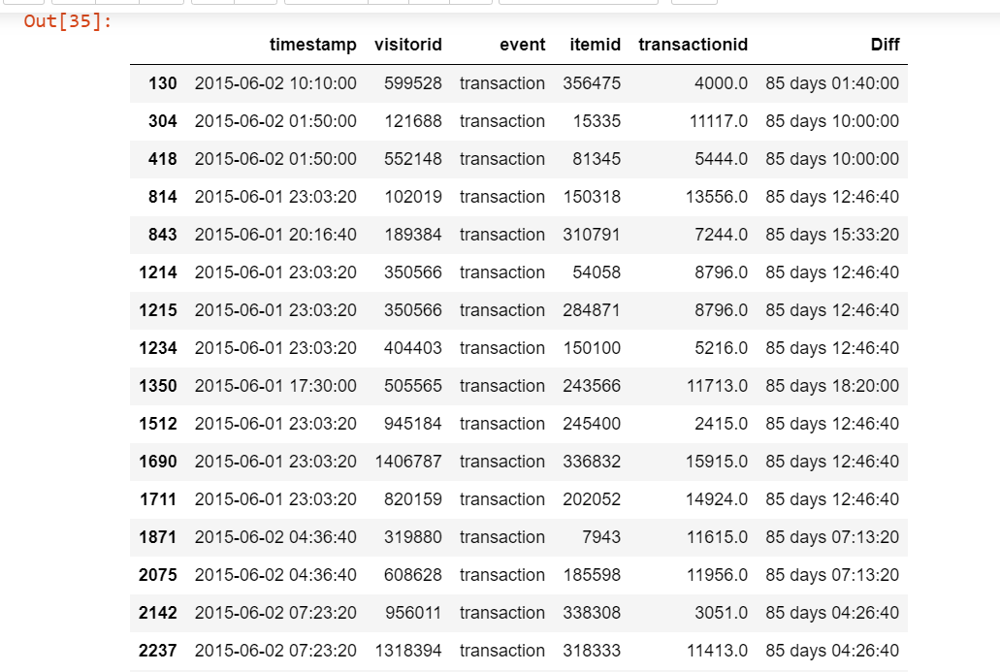 Out[35]:
timestamp visitorid event itemid transactionid Diff
130 2015-06-02 10:10:00 599528 transaction 356475 4000.0 85 days 01:40:00
304 2015-06-02 01:50:00 121688 transaction 15335 11117.0 85 days 10:00:00
418 2015-06-02 01:50:00 552148 transaction 81345 5444.0 85 days 10:00:00
814 2015-06-01 23:03:20 102019 transaction 150318 13556.0 85 days 12:46:40
843 2015-06-01 20:16:40 189384 transaction 310791 7244.0 85 days 15:33:20
1214 2015-06-01 23:03:20 350566 transaction 54058 8796.0 85 days 12:46:40
1215 2015-06-01 23:03:20 350566 transaction 284871 8796.0 85 days 12:46:40
1234 2015-06-01 23:03:20 404403 transaction 150100 5216.0 85 days 12:46:40
1350 2015-06-01 17:30:00 505565 transaction 243566 11713.0 85 days 18:20:00
1512 2015-06-01 23:03:20 945184 transaction 245400 2415.0 85 days 12:46:40
1690 2015-06-01 23:03:20 1406787 transaction 336832 15915.0 85 days 12:46:40
1711 2015-06-01 23:03:20 820159 transaction 202052 14924.0 85 days 12:46:40
1871 2015-06-02 04:36:40 319880 transaction 7943 11615.0 85 days 07:13:20
2075 2015-06-02 04:36:40 608628 transaction 185598 11956.0 85 days 07:13:20
2142 2015-06-02 07:23:20 956011 transaction 338308 3051.0 85 days 04:26:40
2237 2015-06-02 07:23:20 1318394 transaction 318333 11413.0 85 days 04:26:40